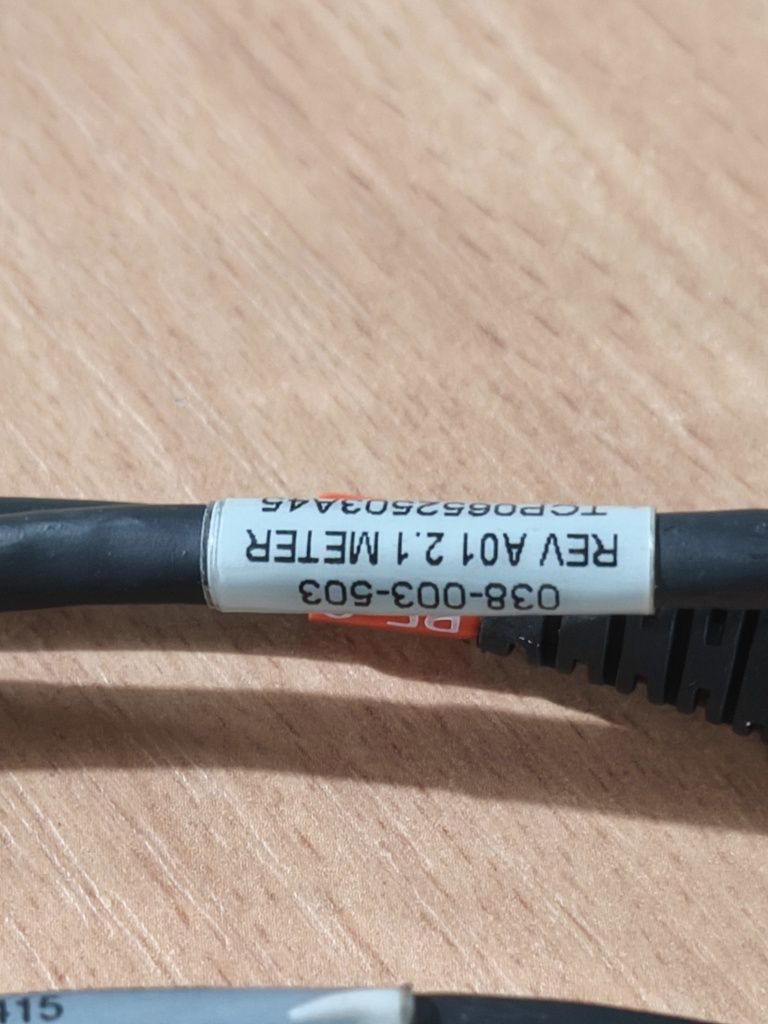 038-003-503
REV A01 2.1 METER
TCP0652503A45
415